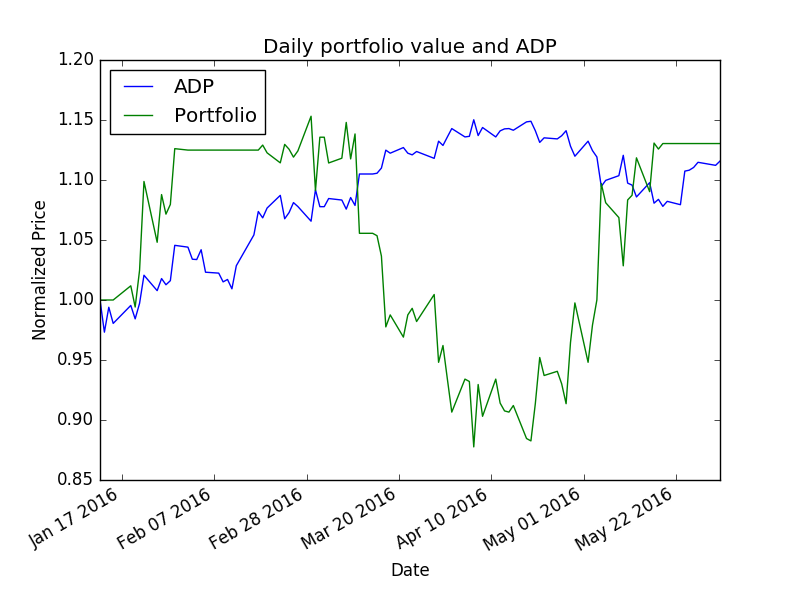 Daily portfolio value and ADP
ADP
Portfolio
1.20
1.15
1.10
1.05
1.00
0.95
0.90
0.85
Normalized Price
Jan 17 2016
Feb 07 2016
Feb 28 2016
Mar 20 2016
Apr 10 2016
May 01 2016
May 22 2016
Date